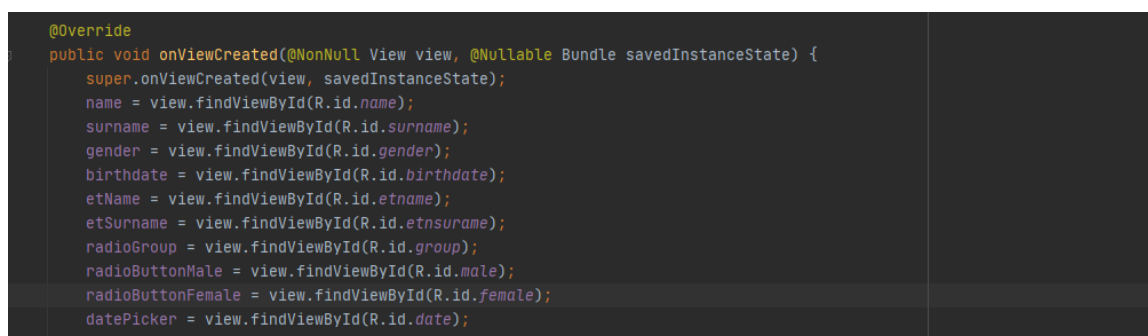 @Override
public void onViewCreated(@NonNull View view, @Nullable Bundle savedInstanceState) {
super.onViewCreated(view, savedInstanceState);
name = view.findViewById(R.id.name);
surname = view.findViewById(R.id.surname);
gender = view.findViewById(R.id.gender);
birthdate = view.findViewById(R.id.birthdate);
etName = view.findViewById(R.id.etname);
etSurname = view.findViewById(R.id.etnsurame);
radioGroup = view.findViewById(R.id.group);
radioButtonMale = view.findViewById(R.id.male);
radioButtonFemale = view.findViewById(R.id.female);
datePicker = view.findViewById(R.id.date);